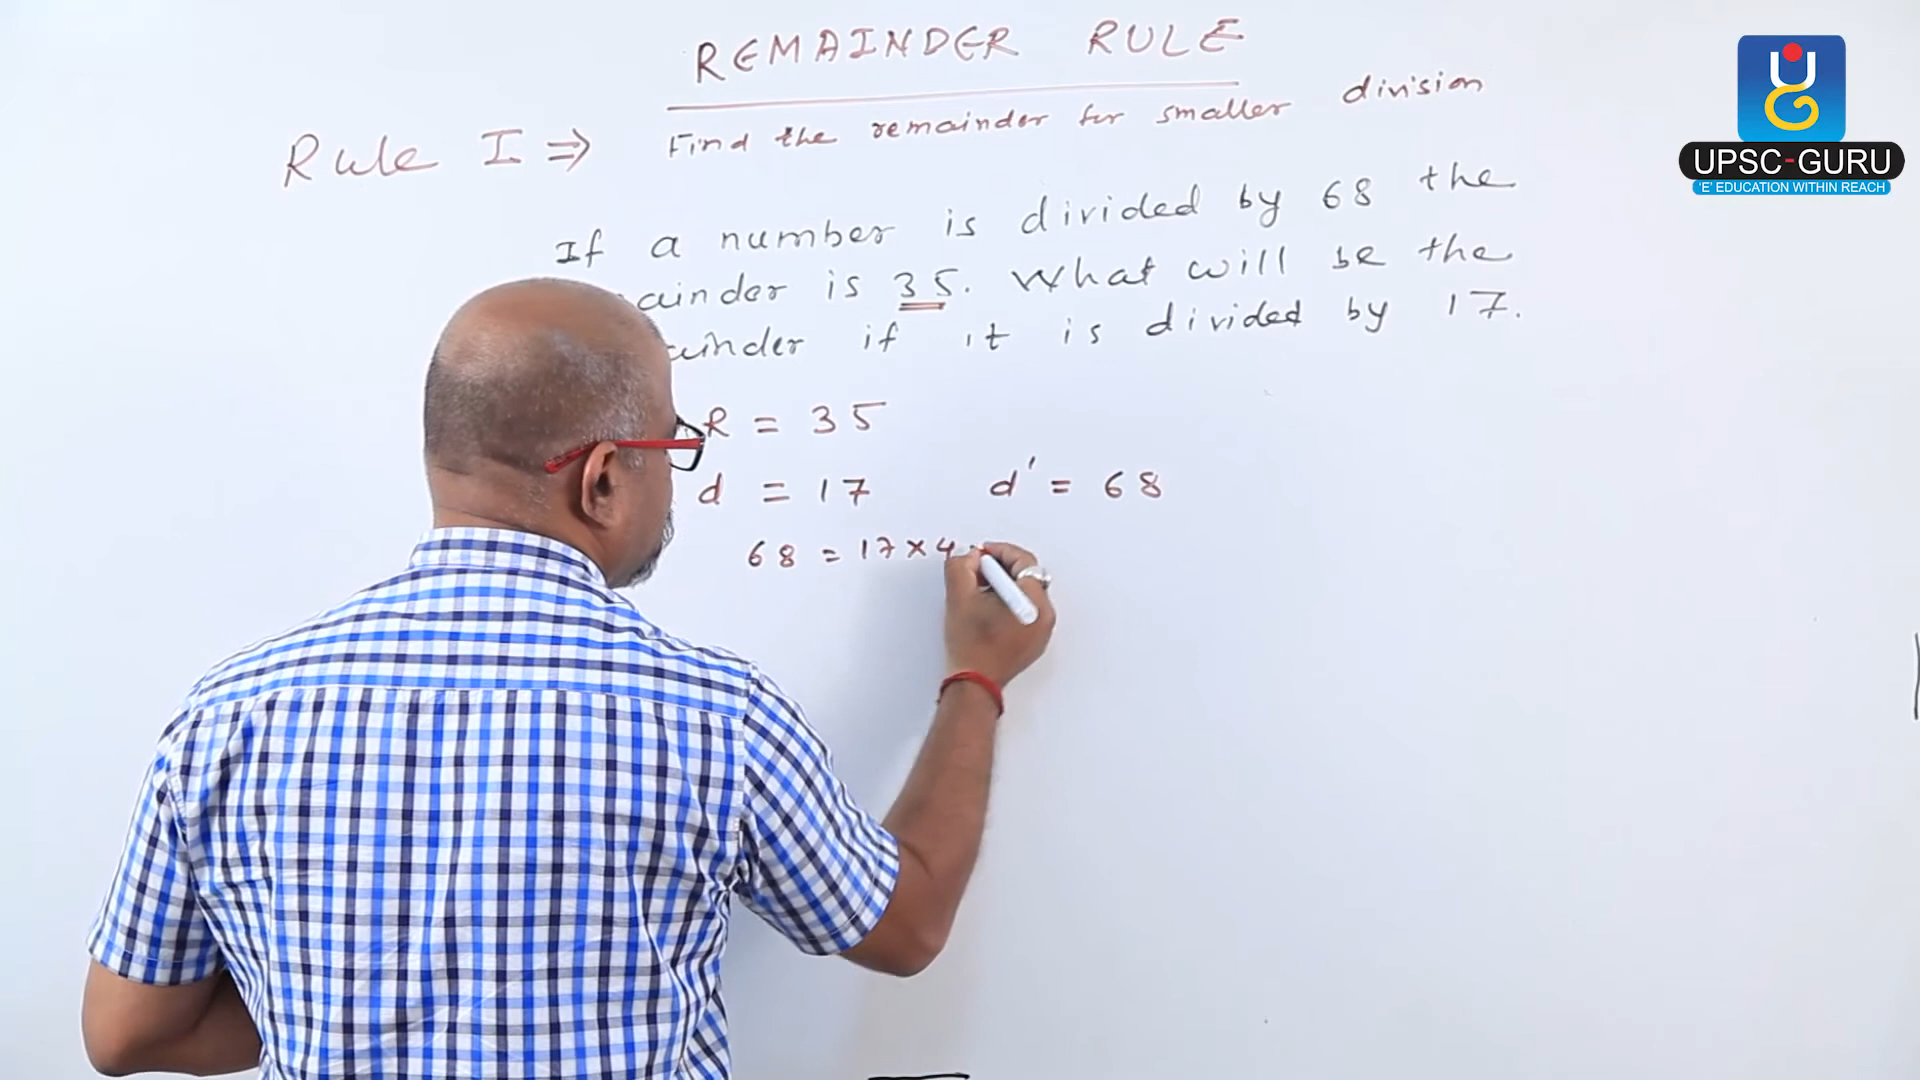 REMAINDER RULE
Rule I ⇒ Find the remainder for smaller division
If a number is divided by 68 the
ainder is 35. What will be the
ainder if it is divided by 17.
R = 35
d = 17 d' = 68
68 = 17 × 4
UPSC-GURU
'E' EDUCATION WITHIN REACH